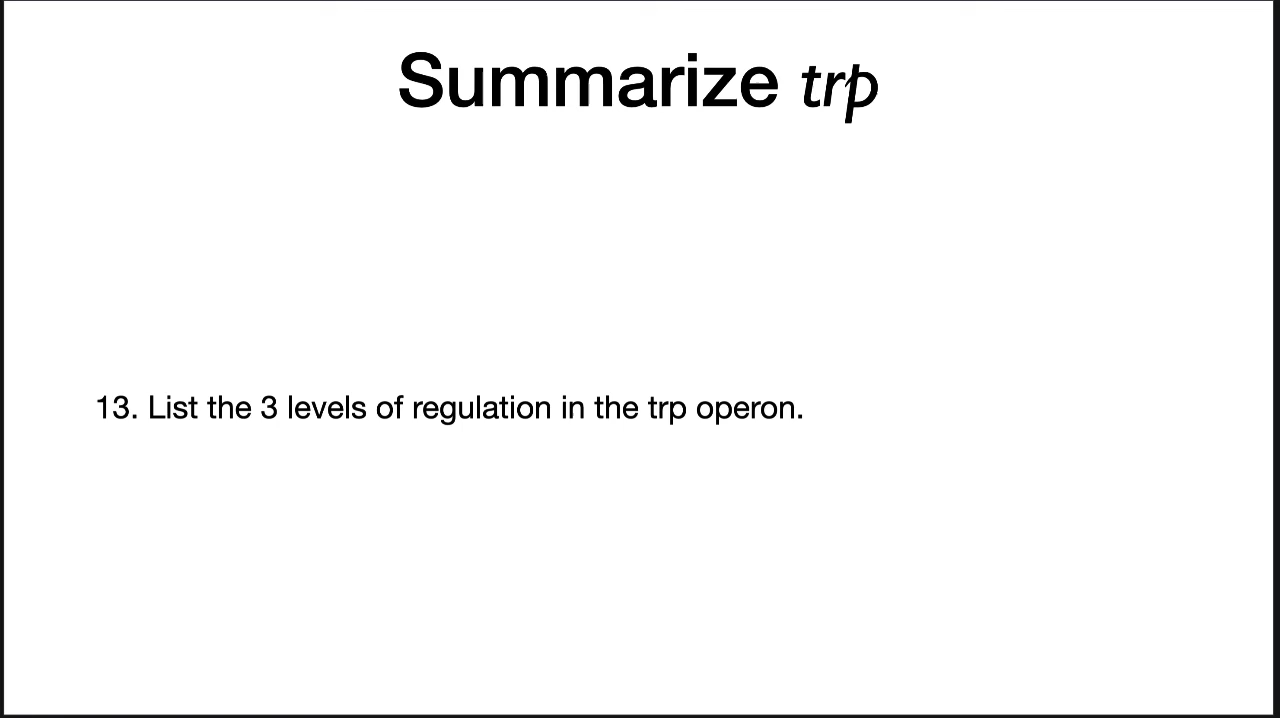 Summarize trp
13. List the 3 levels of regulation in the trp operon.